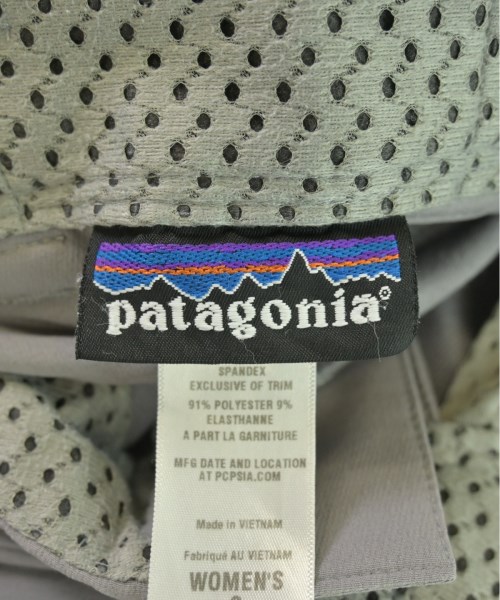 patagonia®
SPANDEX
EXCLUSIVE OF TRIM
91% POLYESTER 9%
ELASTHANNE
A PART LA GARNITURE
MFG DATE AND LOCATION
AT PCPSIA.COM
Made in VIETNAM
Fabriqué AU VIETNAM
WOMEN'S